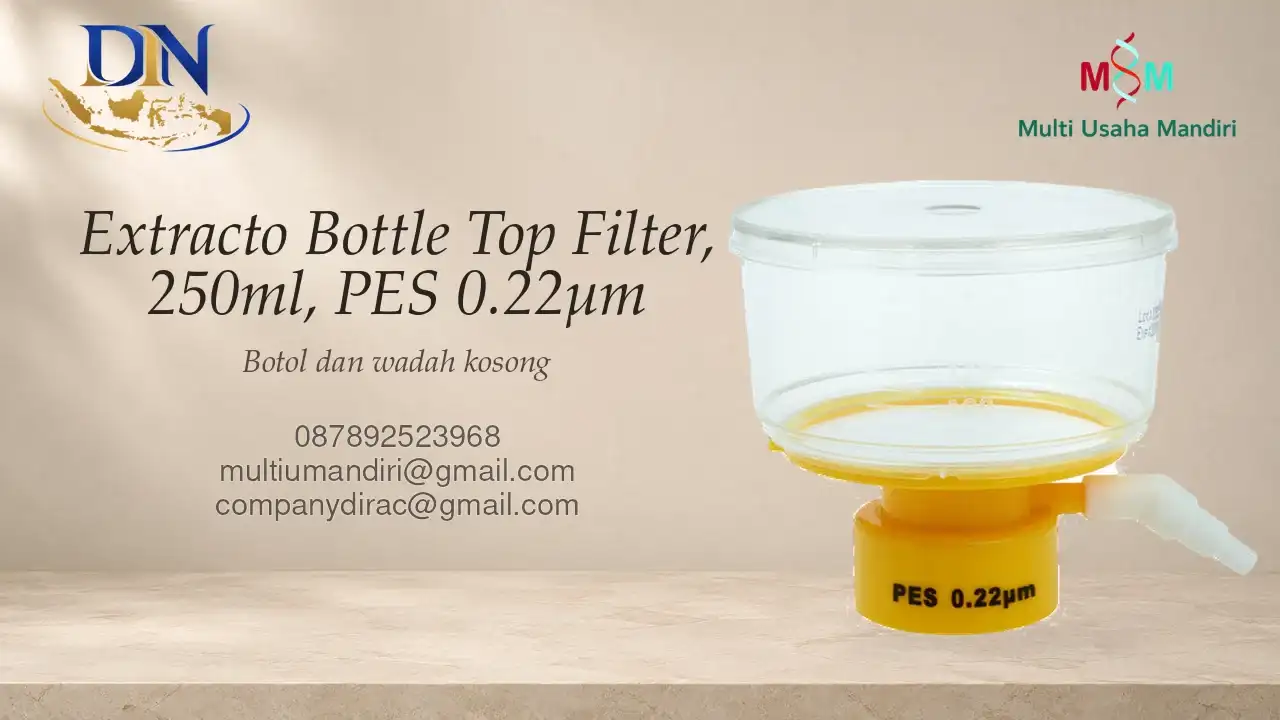 DN
M M
Multi Usaha Mandiri
Extracto Bottle Top Filter,
250ml, PES 0.22µm
Botol dan wadah kosong
087892523968
multiumandiri@gmail.com
companydirac@gmail.com
PES 0.22µm